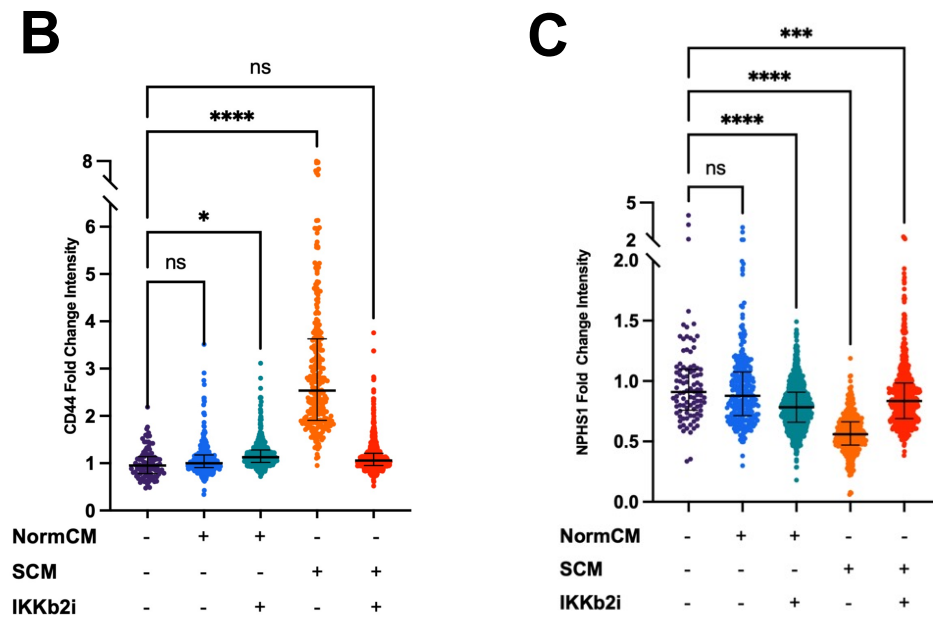 B
ns
****
*
ns
8
6
5
4
3
2
1
0
CD44 Fold Change Intensity
NormCM - + + - -
SCM - - - + +
IKKb2i - - + - +
C
***
****
****
ns
5
2
2.0
1.5
1.0
0.5
0.0
NPHS1 Fold Change Intensity
NormCM - + + - -
SCM - - - + +
IKKb2i - - + - +